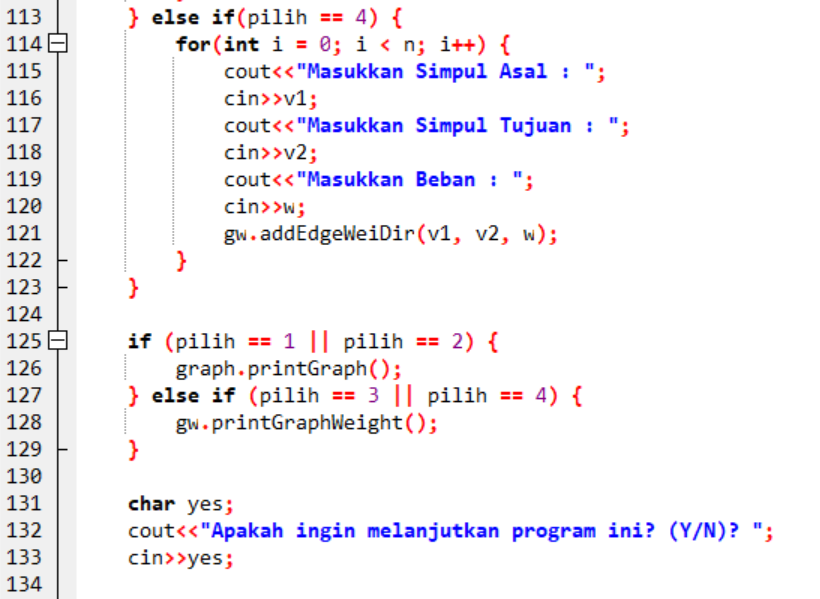 113 } else if(pilih == 4) {
114 for(int i = 0; i < n; i++) {
115 cout<<"Masukkan Simpul Asal : ";
116 cin>>v1;
117 cout<<"Masukkan Simpul Tujuan : ";
118 cin>>v2;
119 cout<<"Masukkan Beban : ";
120 cin>>w;
121 gw.addEdgeWeiDir(v1, v2, w);
122 }
123 }
124
125 if (pilih == 1 || pilih == 2) {
126 graph.printGraph();
127 } else if (pilih == 3 || pilih == 4) {
128 gw.printGraphWeight();
129 }
130
131 char yes;
132 cout<<"Apakah ingin melanjutkan program ini? (Y/N)? ";
133 cin>>yes;
134